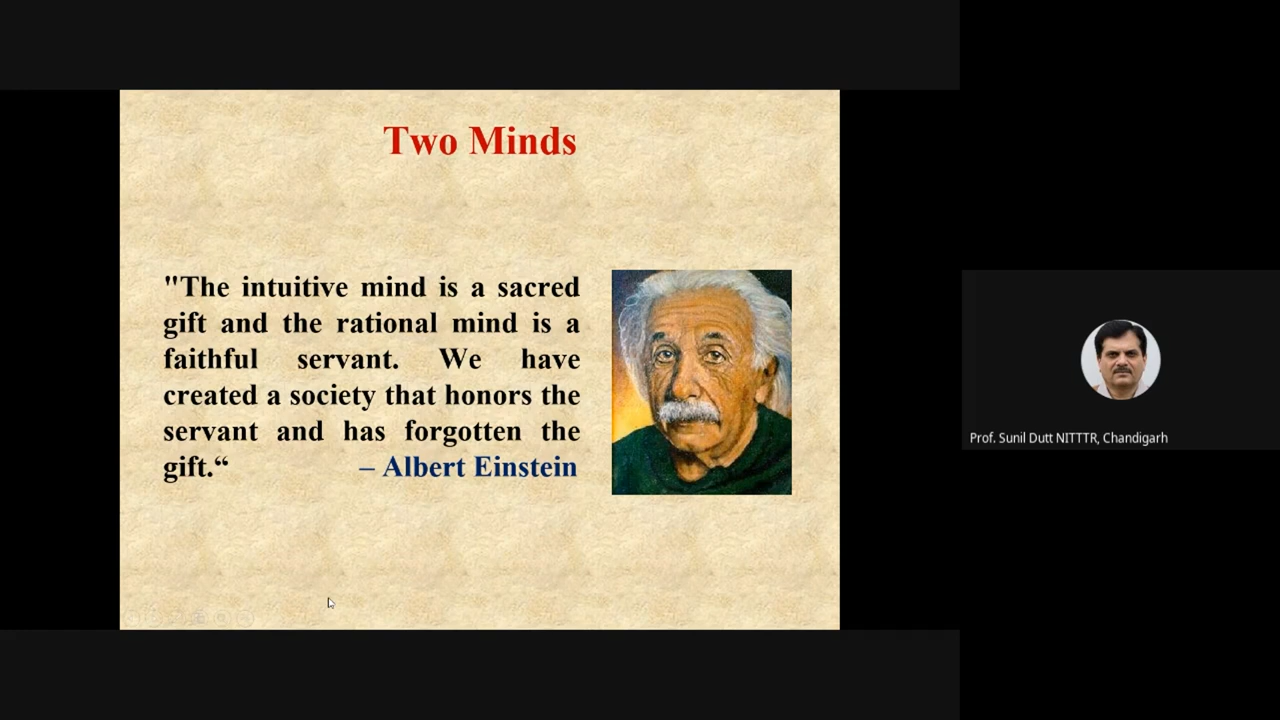 Two Minds
"The intuitive mind is a sacred
gift and the rational mind is a
faithful servant. We have
created a society that honors the
servant and has forgotten the
gift.“ – Albert Einstein
Prof. Sunil Dutt NITTTR, Chandigarh